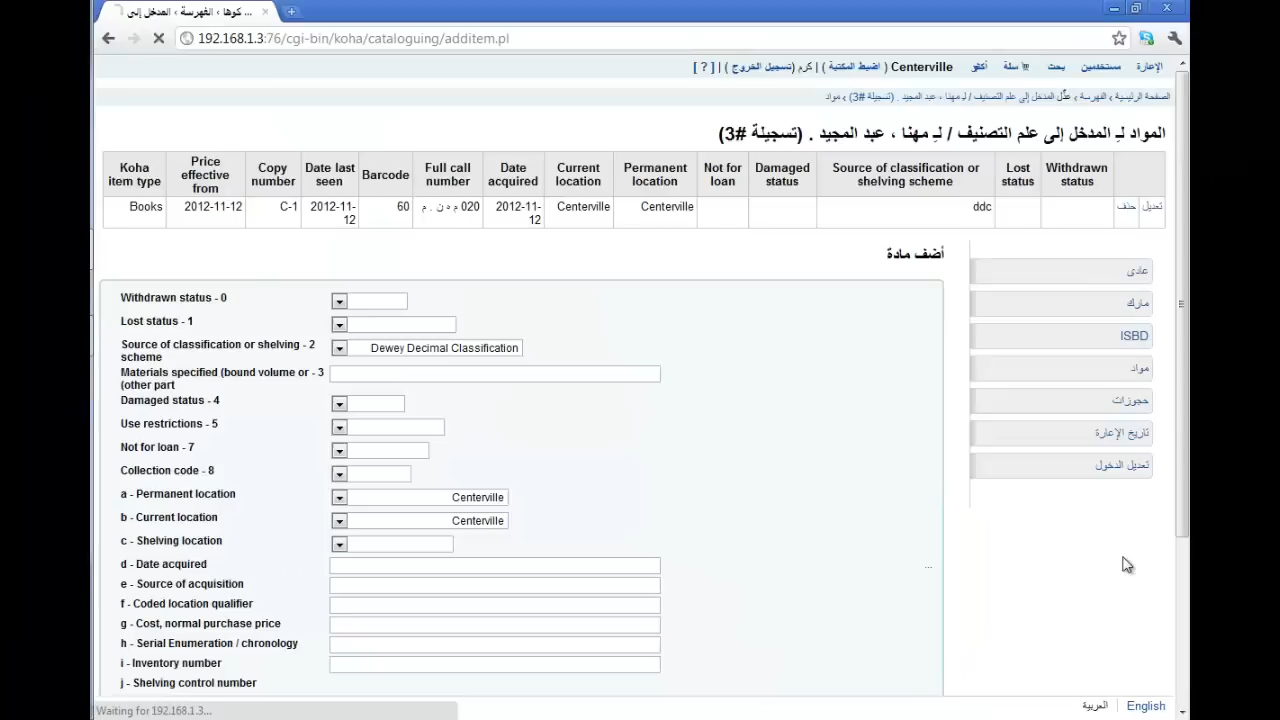 كوها › الفهرسة › المدخل إلى ...
192.168.1.3:76/cgi-bin/koha/cataloguing/additem.pl
الإعارة مستخدمين بحث سلة أكثر Centerville ( اضبط المكتبة ) | كرم (تسجيل الخروج ) | [ ? ]
الصفحة الرئيسية › الفهرسة › عدّل المدخل إلى علم التصنيف / لـِ مهنا ، عبد المجيد . (تسجيلة #3) › مواد
المواد لـِ المدخل إلى علم التصنيف / لـِ مهنا ، عبد المجيد . (تسجيلة #3)
Koha item type Price effective from Copy number Date last seen Barcode Full call number Date acquired Current location Permanent location Not for loan Damaged status Source of classification or shelving scheme Lost status Withdrawn status
Books 2012-11-12 C-1 2012-11-12 60 020 م ه ن . م 2012-11-12 Centerville Centerville ddc حذف تعديل
أضف مادة
Withdrawn status - 0
Lost status - 1
Source of classification or shelving - 2 scheme Dewey Decimal Classification
Materials specified (bound volume or - 3 (other part
Damaged status - 4
Use restrictions - 5
Not for loan - 7
Collection code - 8
a - Permanent location Centerville
b - Current location Centerville
c - Shelving location
d - Date acquired
...
e - Source of acquisition
f - Coded location qualifier
g - Cost, normal purchase price
h - Serial Enumeration / chronology
i - Inventory number
j - Shelving control number
عادى
مارك
ISBD
مواد
حجوزات
تاريخ الإعارة
تعديل الدخول
Waiting for 192.168.1.3...
العربية | English